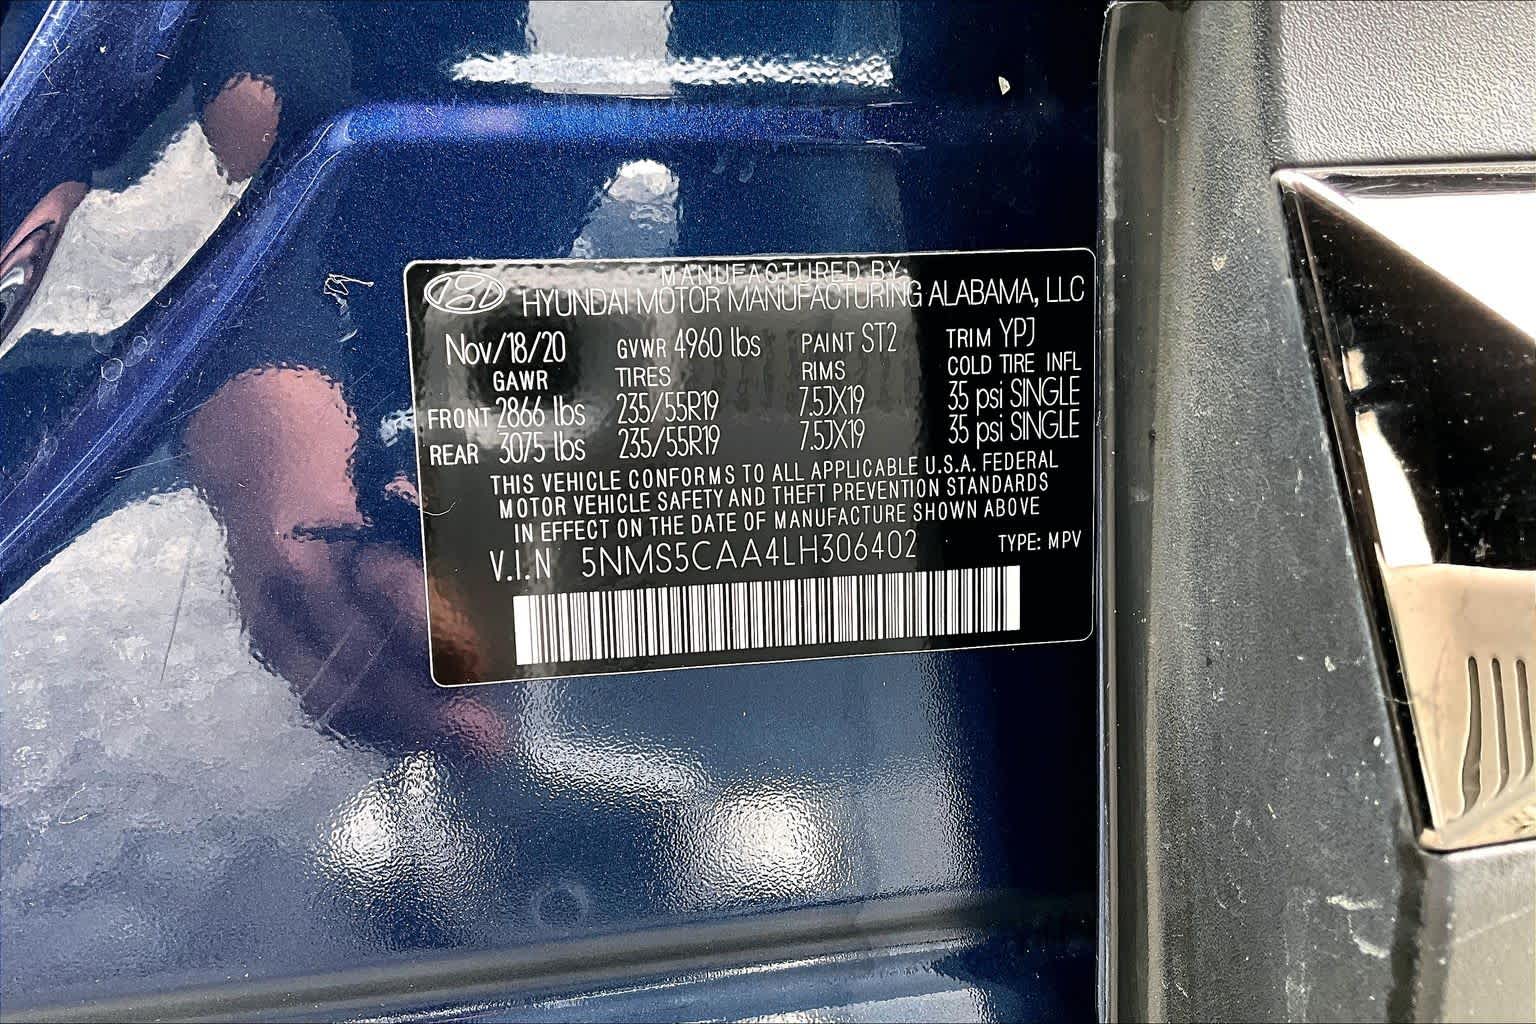 MANUFACTURED BY
HYUNDAI MOTOR MANUFACTURING ALABAMA, LLC
Nov/18/20 GVWR 4960 lbs PAINT ST2 TRIM YPJ
GAWR TIRES RIMS COLD TIRE INFL
FRONT 2866 lbs 235/55R19 7.5JX19 35 psi SINGLE
REAR 3075 lbs 235/55R19 7.5JX19 35 psi SINGLE
THIS VEHICLE CONFORMS TO ALL APPLICABLE U.S.A. FEDERAL
MOTOR VEHICLE SAFETY AND THEFT PREVENTION STANDARDS
IN EFFECT ON THE DATE OF MANUFACTURE SHOWN ABOVE
V.I.N 5NMS5CAA4LH306402 TYPE: MPV